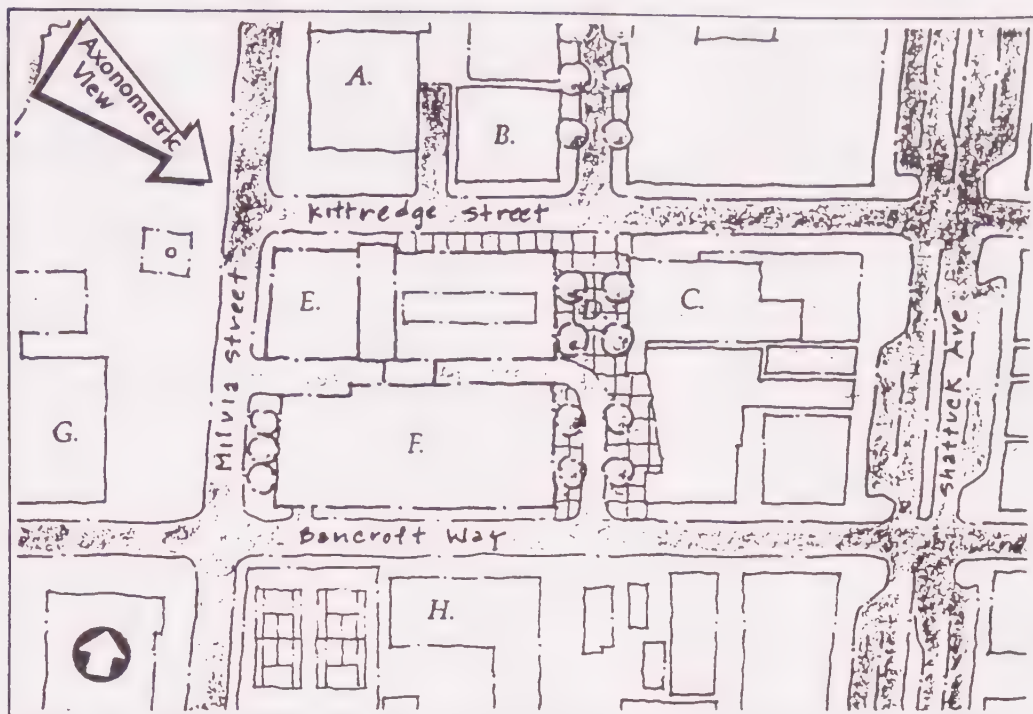 Axonometric
View
A.
B.
Kittredge Street
Milvia Street
E.
D
C.
Shattuck Ave
G.
F.
Bancroft Way
H.